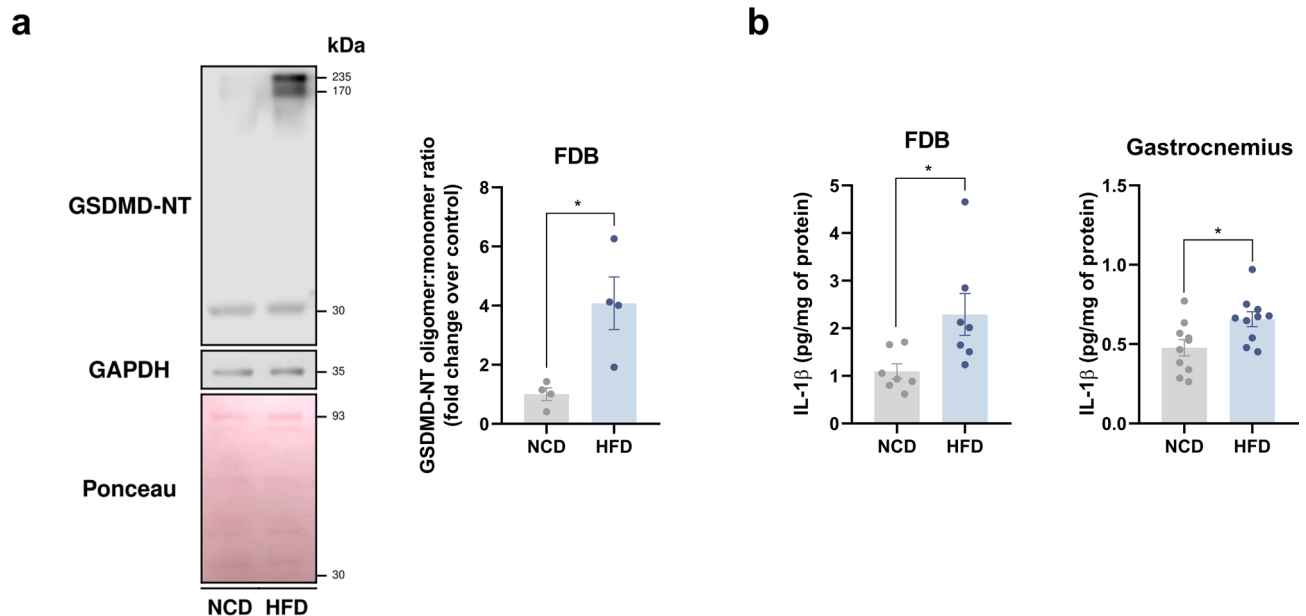 a
kDa
235
170
GSDMD-NT
30
GAPDH
35
93
Ponceau
30
NCD HFD
FDB
GSDMD-NT oligomer:monomer ratio
(fold change over control)
8
6
4
2
0
*
NCD HFD
b
FDB
IL-1β (pg/mg of protein)
5
4
3
2
1
0
*
NCD HFD
Gastrocnemius
IL-1β (pg/mg of protein)
1.5
1.0
0.5
0.0
*
NCD HFD